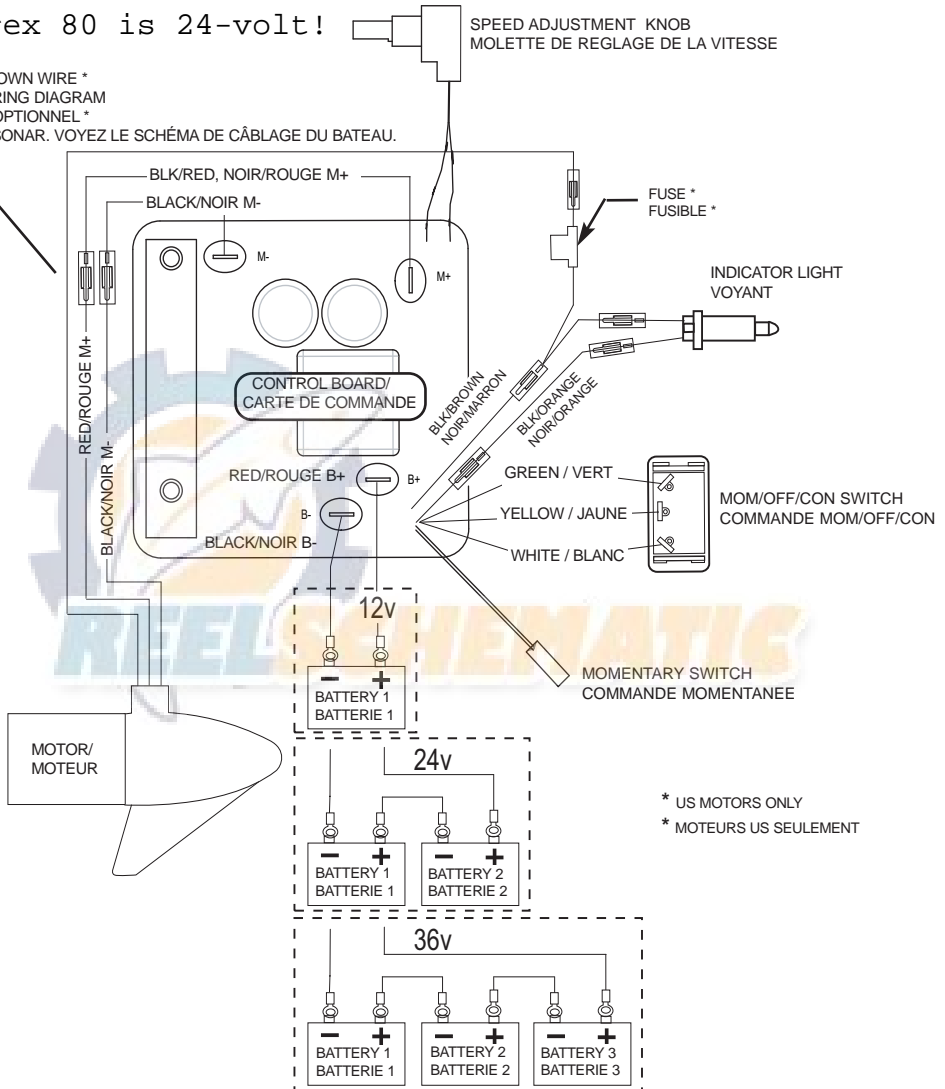 ex 80 is 24-volt!
SPEED ADJUSTMENT KNOB
MOLETTE DE REGLAGE DE LA VITESSE
OWN WIRE *
RING DIAGRAM
OPTIONNEL *
SONAR. VOYEZ LE SCHÉMA DE CÂBLAGE DU BATEAU.
BLK/RED, NOIR/ROUGE M+
BLACK/NOIR M-
FUSE *
FUSIBLE *
M-
M+
INDICATOR LIGHT
VOYANT
RED/ROUGE M+
BLACK/NOIR M-
CONTROL BOARD/
CARTE DE COMMANDE
BLK/BROWN
NOIR/MARRON
BLK/ORANGE
NOIR/ORANGE
RED/ROUGE B+
B+
B-
BLACK/NOIR B-
GREEN / VERT
YELLOW / JAUNE
WHITE / BLANC
MOM/OFF/CON SWITCH
COMMANDE MOM/OFF/CON
12v
REELSCHEMATIC
- +
BATTERY 1
BATTERIE 1
MOMENTARY SWITCH
COMMANDE MOMENTANEE
MOTOR/
MOTEUR
24v
- +
BATTERY 1
BATTERIE 1
- +
BATTERY 2
BATTERIE 2
* US MOTORS ONLY
* MOTEURS US SEULEMENT
36v
- +
BATTERY 1
BATTERIE 1
- +
BATTERY 2
BATTERIE 2
- +
BATTERY 3
BATTERIE 3